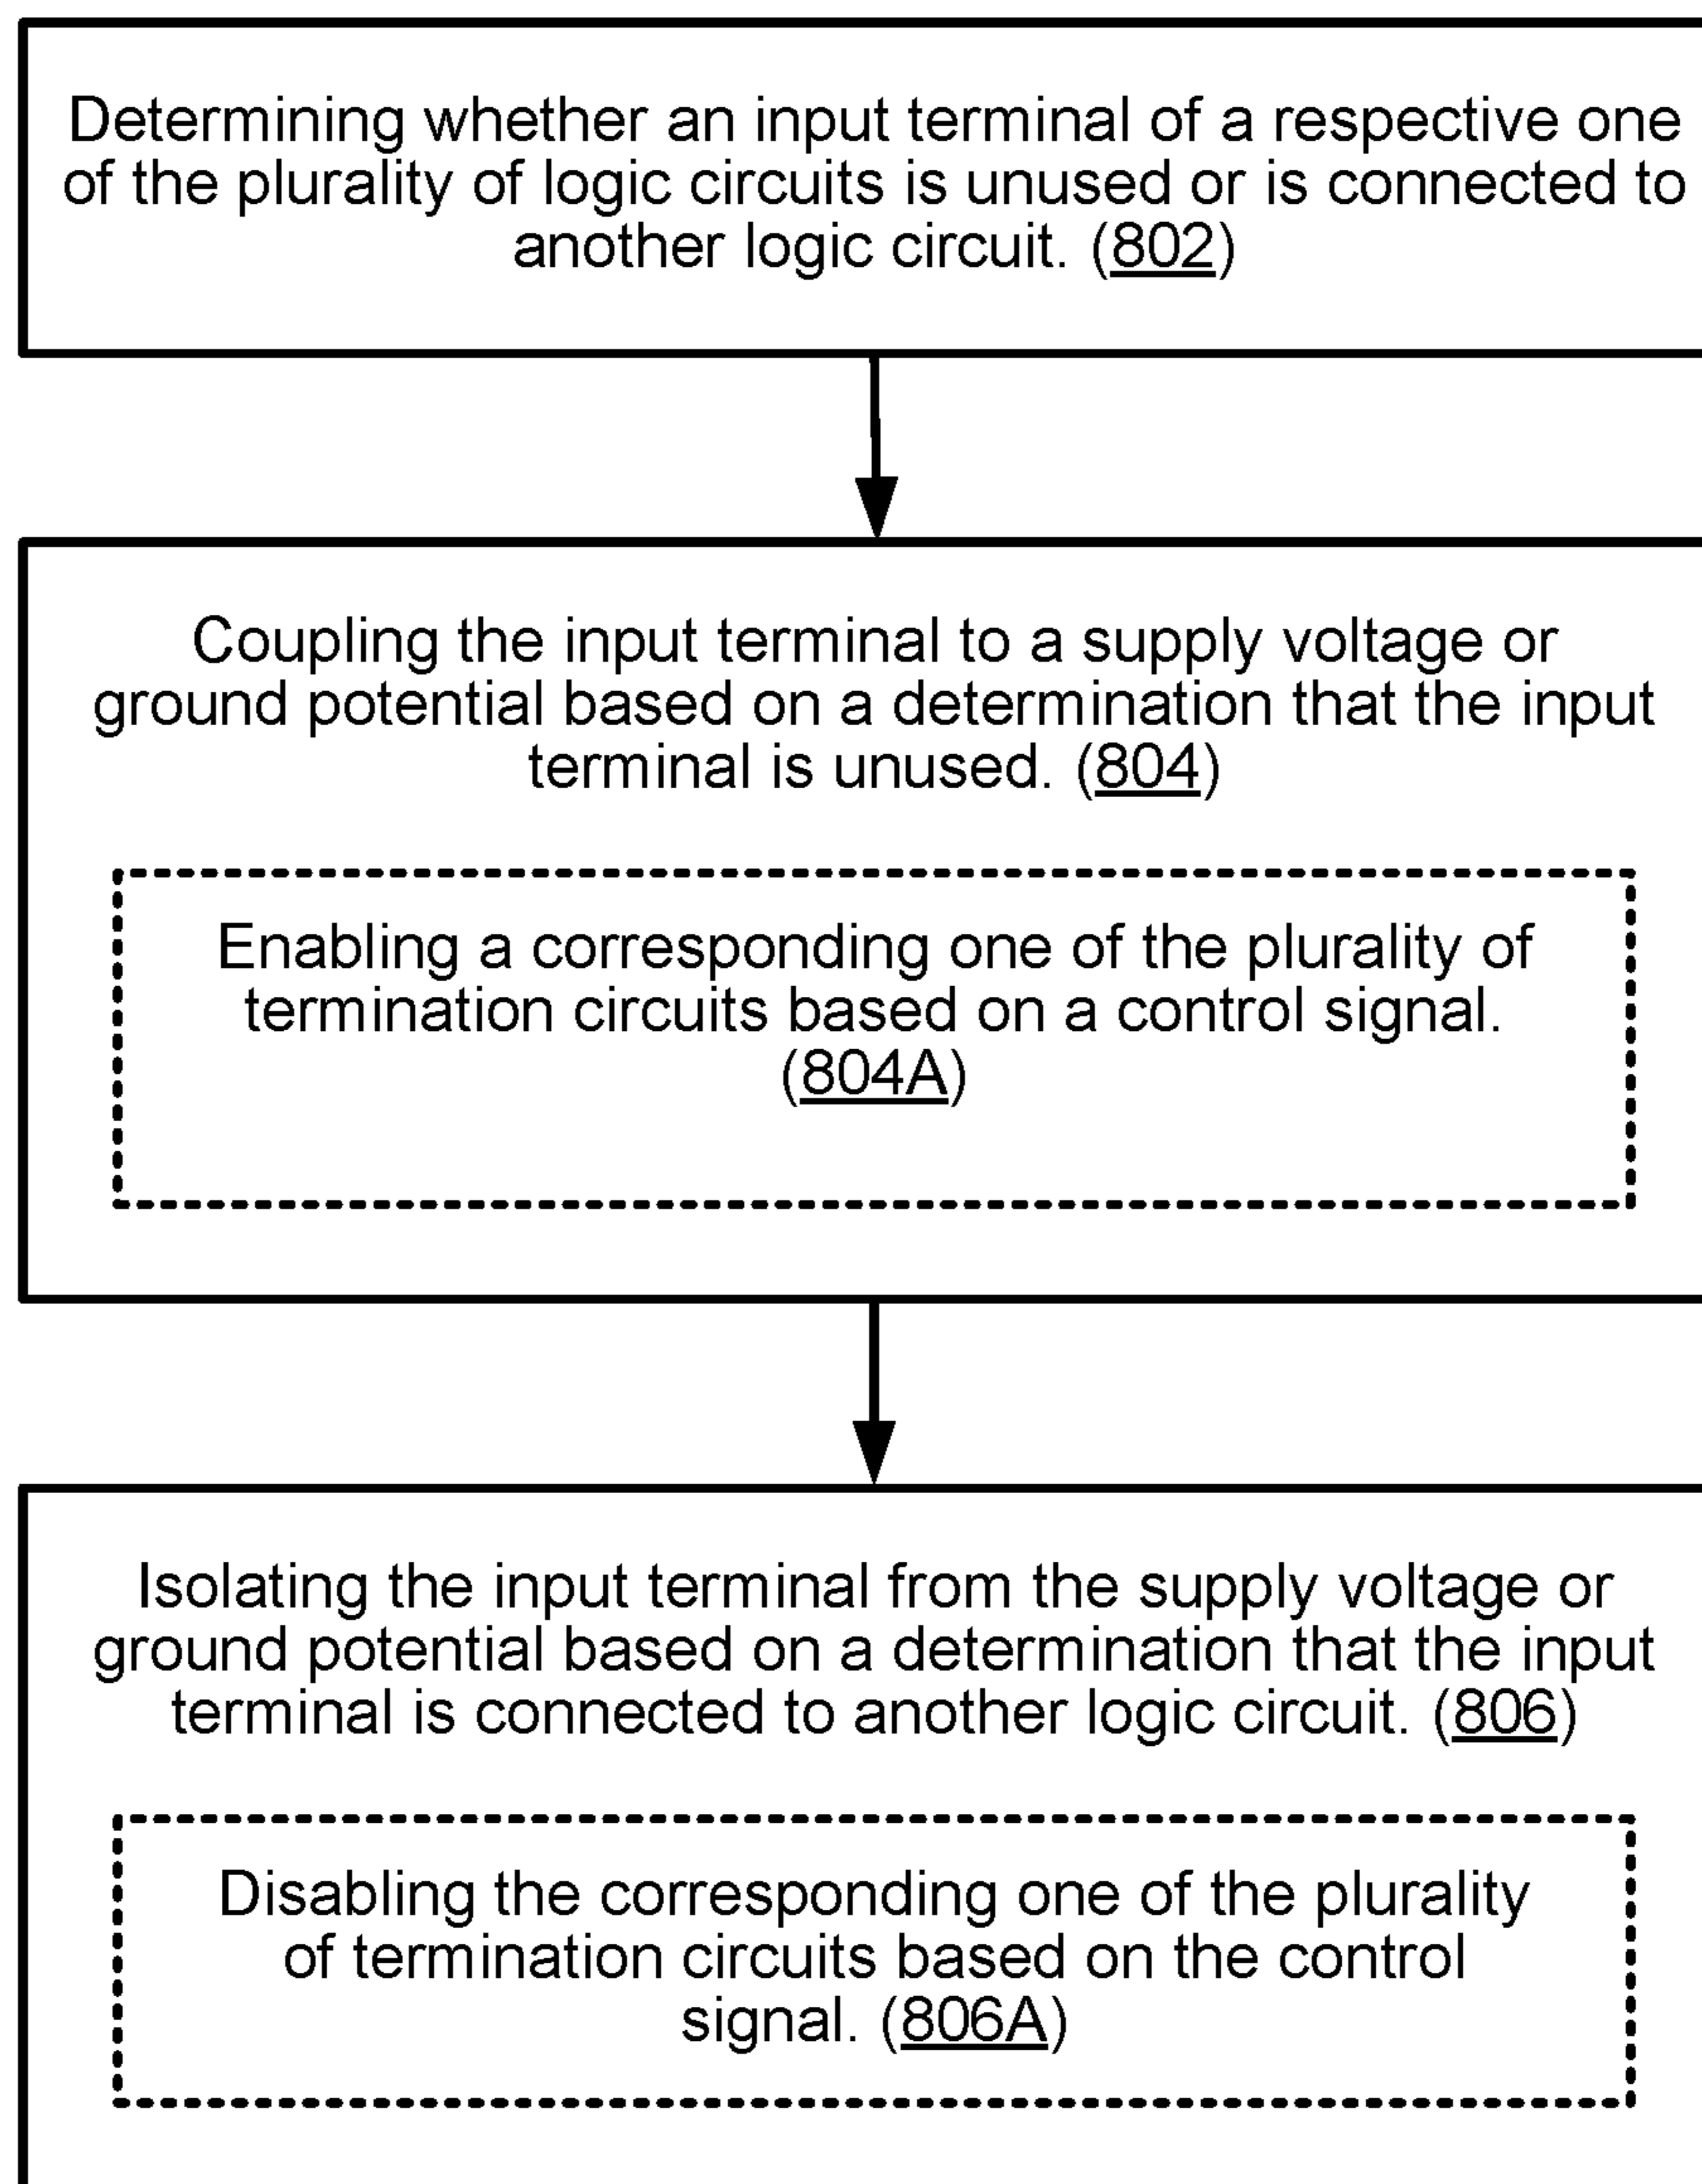 Determining whether an input terminal of a respective one
of the plurality of logic circuits is unused or is connected to
another logic circuit. (802)
Coupling the input terminal to a supply voltage or
ground potential based on a determination that the input
terminal is unused. (804)
Enabling a corresponding one of the plurality of
termination circuits based on a control signal.
(804A)
Isolating the input terminal from the supply voltage or
ground potential based on a determination that the input
terminal is connected to another logic circuit. (806)
Disabling the corresponding one of the plurality
of termination circuits based on the control
signal. (806A)